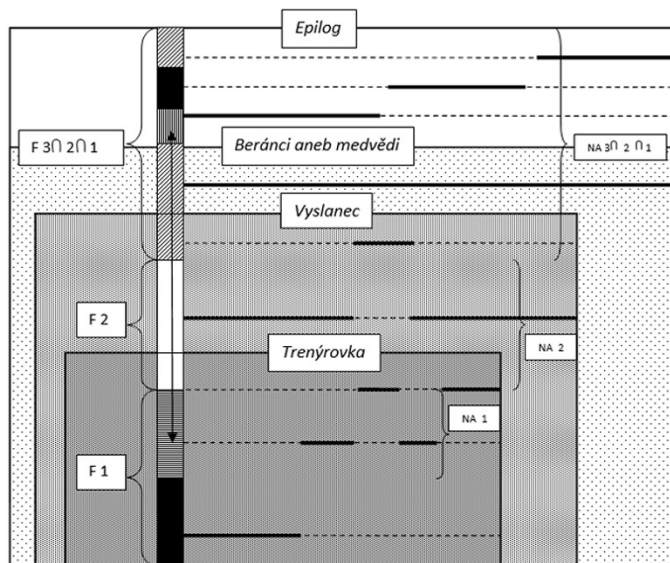 Epilog
F 3∩ 2∩ 1
Beránci aneb medvědi
NA 3∩ 2 ∩ 1
Vyslanec
F 2
Trenýrovka
NA 2
NA 1
F 1